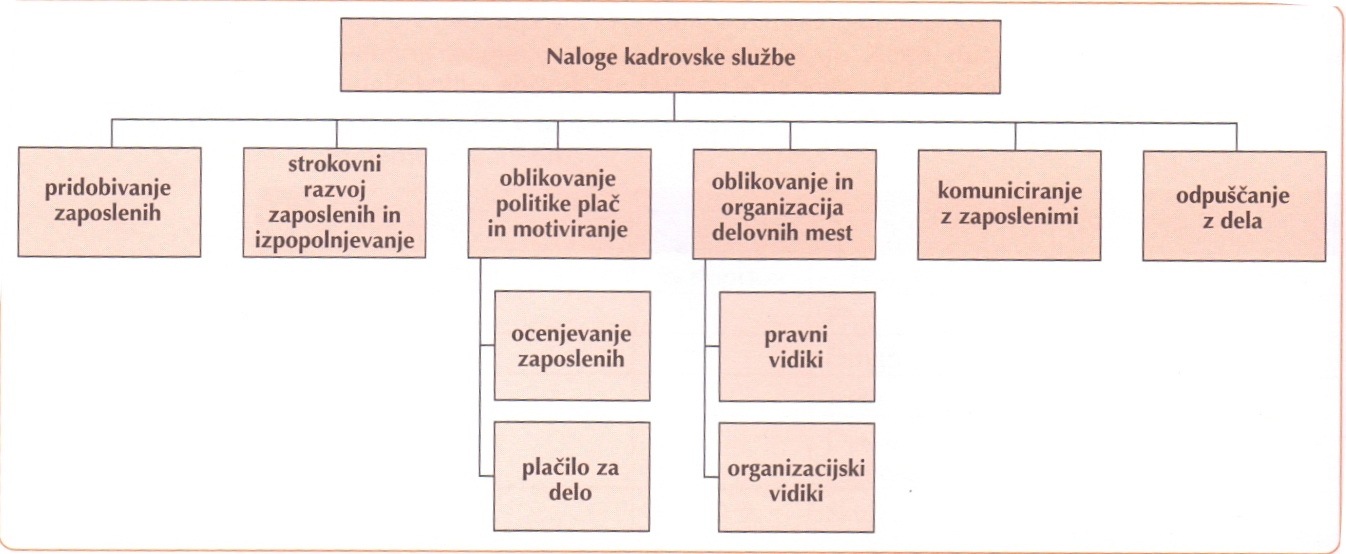 Naloge kadrovske službe
pridobivanje
zaposlenih
strokovni
razvoj
zaposlenih in
izpopolnjevanje
oblikovanje
politike plač
in motiviranje
oblikovanje in
organizacija
delovnih mest
komuniciranje
z zaposlenimi
odpuščanje
z dela
ocenjevanje
zaposlenih
pravni
vidiki
plačilo za
delo
organizacijski
vidiki